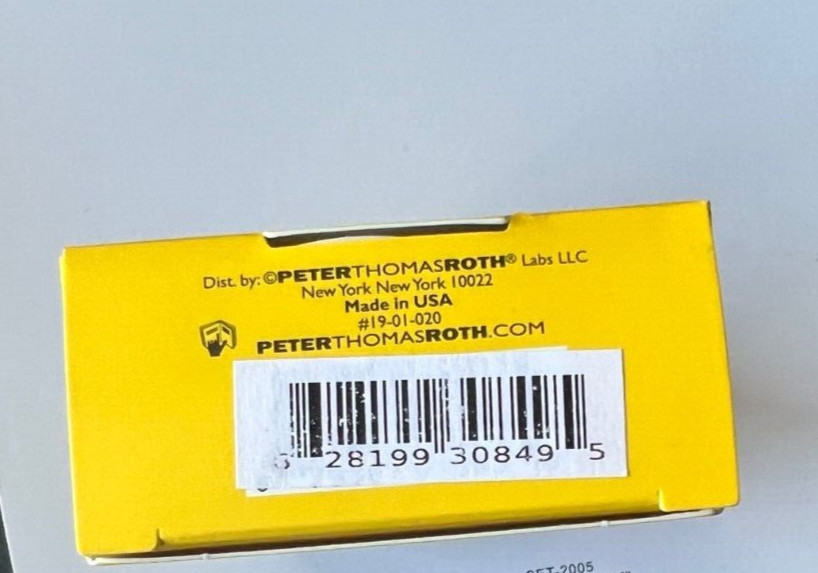 Dist. by: ©PETERTHOMASROTH® Labs LLC
New York New York 10022
Made in USA
#19-01-020
PETERTHOMASROTH.COM
28199 30849 5
-2005